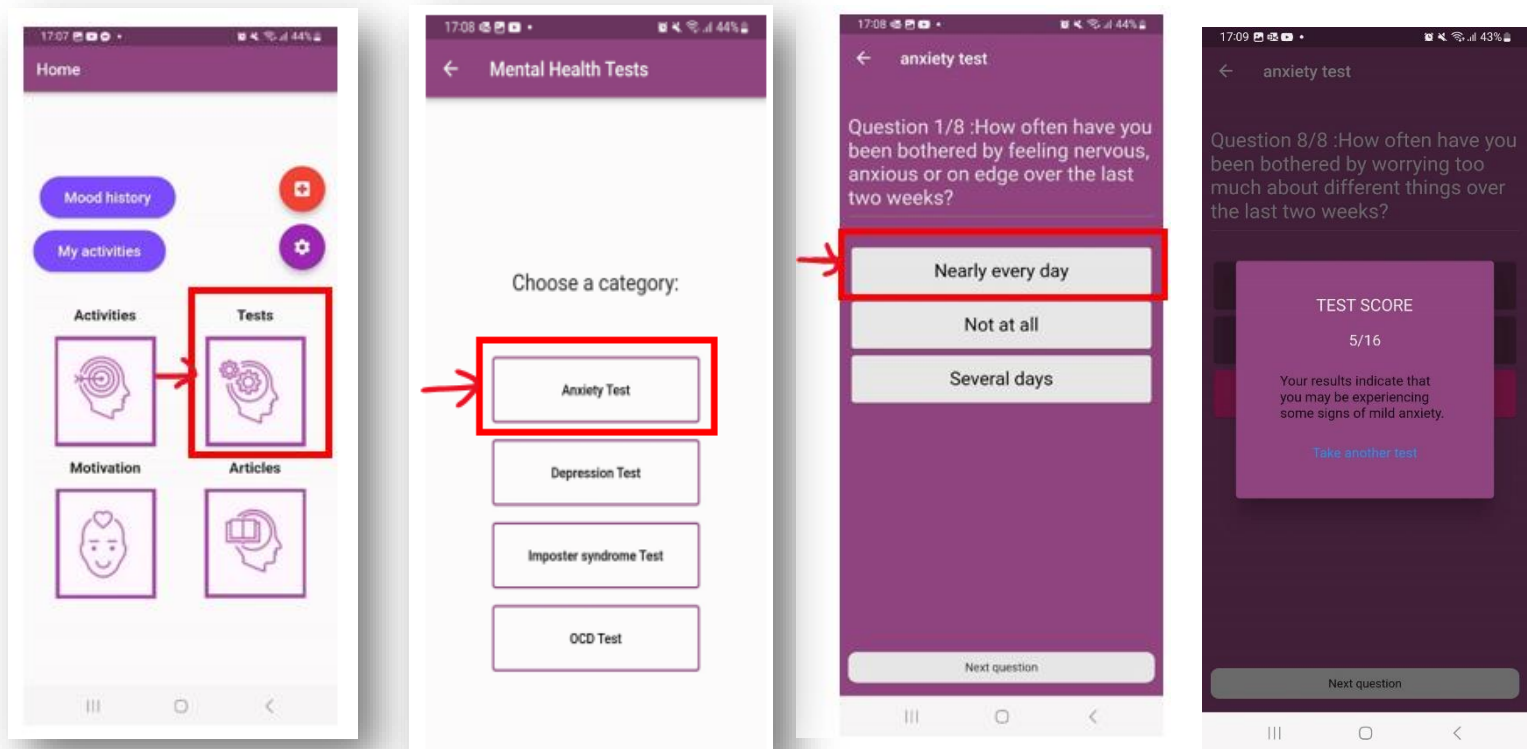 17:07
44%
Home
Mood history
My activities
Activities
Tests
Motivation
Articles
17:08
44%
Mental Health Tests
Choose a category:
Anxiety Test
Depression Test
Imposter syndrome Test
OCD Test
17:08
44%
anxiety test
Question 1/8 :How often have you
been bothered by feeling nervous,
anxious or on edge over the last
two weeks?
Nearly every day
Not at all
Several days
Next question
17:09
43%
anxiety test
Question 8/8 :How often have you
been bothered by worrying too
much about different things over
the last two weeks?
TEST SCORE
5/16
Your results indicate that
you may be experiencing
some signs of mild anxiety.
Take another test
Next question